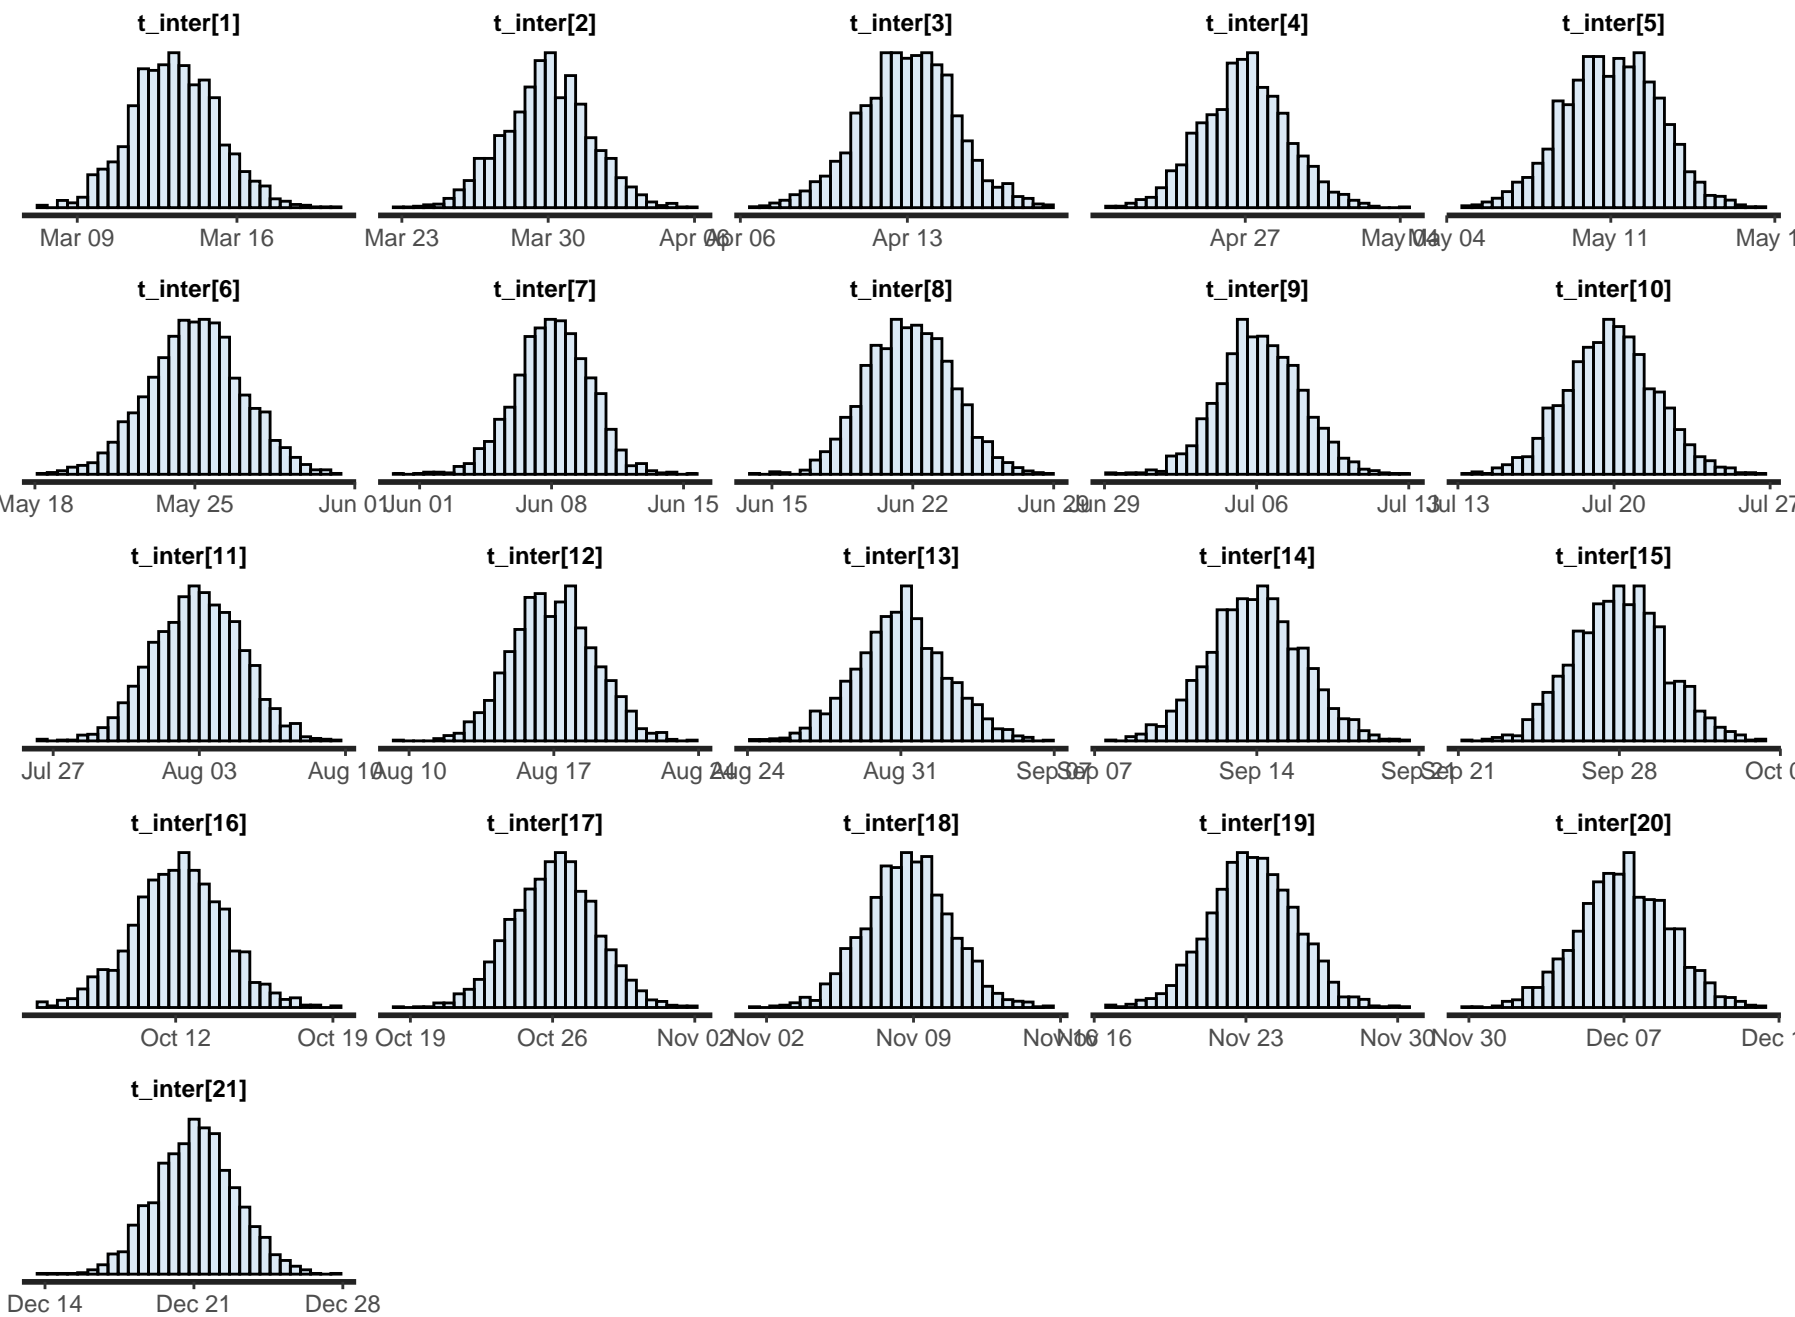 t_inter[1] t_inter[2] t_inter[3] t_inter[4] t_inter[5]
Mar 09 Mar 16 Mar 23 Mar 30 Apr 06 Apr 06 Apr 13 Apr 27 May 04 May 04 May 11 May 1
t_inter[6] t_inter[7] t_inter[8] t_inter[9] t_inter[10]
May 18 May 25 Jun 01 Jun 01 Jun 08 Jun 15 Jun 15 Jun 22 Jun 29 Jun 29 Jul 06 Jul 13 Jul 13 Jul 20 Jul 27
t_inter[11] t_inter[12] t_inter[13] t_inter[14] t_inter[15]
Jul 27 Aug 03 Aug 10 Aug 10 Aug 17 Aug 24 Aug 24 Aug 31 Sep 07 Sep 07 Sep 14 Sep 21 Sep 21 Sep 28 Oct 0
t_inter[16] t_inter[17] t_inter[18] t_inter[19] t_inter[20]
Oct 12 Oct 19 Oct 19 Oct 26 Nov 02 Nov 02 Nov 09 Nov 16 Nov 16 Nov 23 Nov 30 Nov 30 Dec 07 Dec 1
t_inter[21]
Dec 14 Dec 21 Dec 28